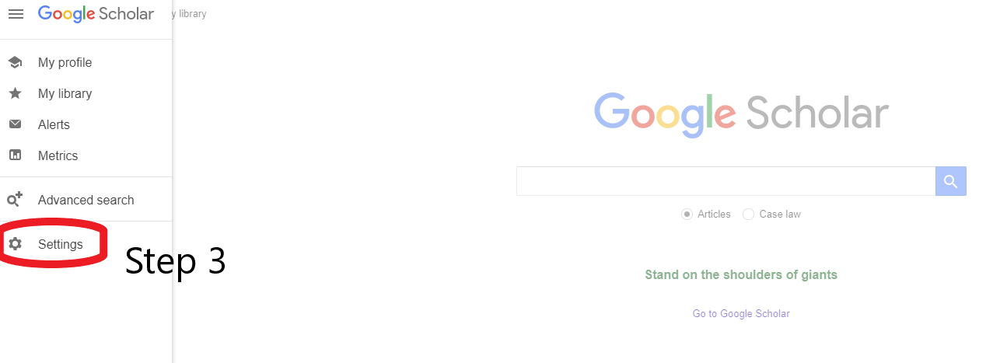 Google Scholar
y library
My profile
My library
Alerts
Metrics
Advanced search
Settings
Step 3
Google Scholar
Articles
Case law
Stand on the shoulders of giants
Go to Google Scholar